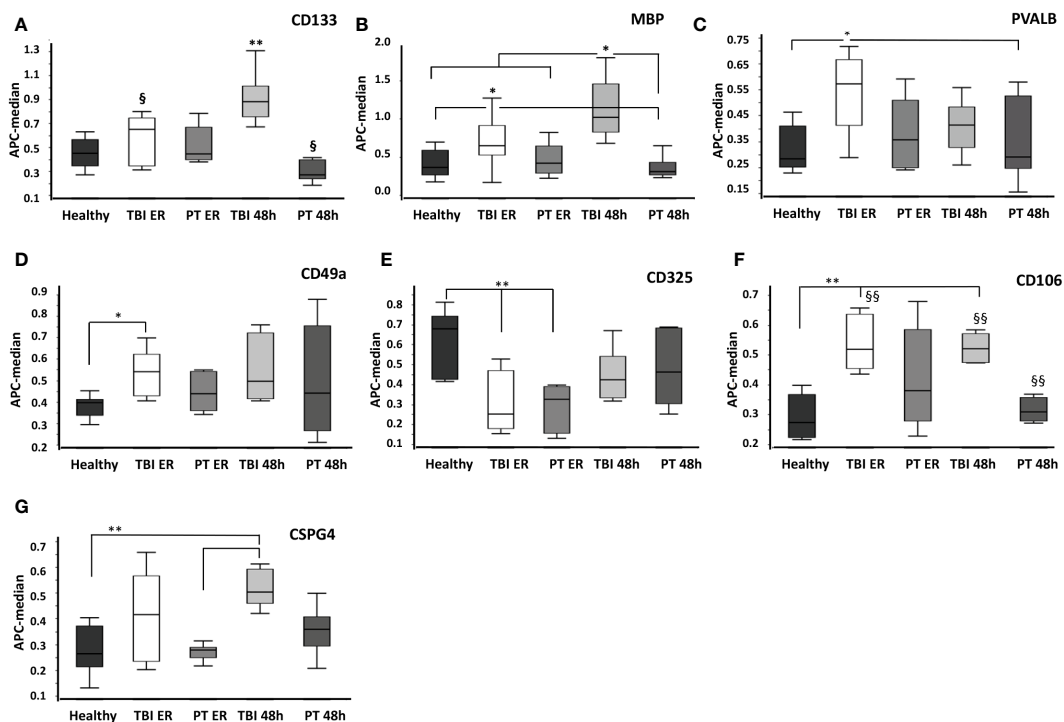 A
CD133
APC-median
1.3
1.1
0.9
0.7
0.5
0.3
0.1
§
**
§
Healthy TBI ER PT ER TBI 48h PT 48h
B
MBP
APC-median
2.0
1.5
1.0
0.5
0.0
*
*
Healthy TBI ER PT ER TBI 48h PT 48h
C
PVALB
APC-median
0.75
0.65
0.55
0.45
0.35
0.25
0.15
*
Healthy TBI ER PT ER TBI 48h PT 48h
D
CD49a
APC-median
0.9
0.8
0.7
0.6
0.5
0.4
0.3
0.2
*
Healthy TBI ER PT ER TBI 48h PT 48h
E
CD325
APC-median
0.8
0.7
0.6
0.5
0.4
0.3
0.2
0.1
**
Healthy TBI ER PT ER TBI 48h PT 48h
F
CD106
APC-median
0.7
0.6
0.5
0.4
0.3
0.2
**
§§
§§
§§
Healthy TBI ER PT ER TBI 48h PT 48h
G
CSPG4
APC-median
0.7
0.6
0.5
0.4
0.3
0.2
0.1
**
Healthy TBI ER PT ER TBI 48h PT 48h